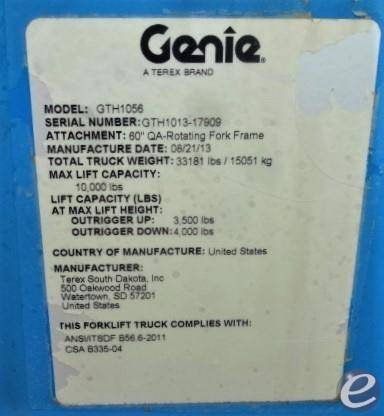 Genie
A TEREX BRAND
MODEL: GTH1056
SERIAL NUMBER:GTH1013-17909
ATTACHMENT: 60" QA-Rotating Fork Frame
MANUFACTURE DATE: 08/21/13
TOTAL TRUCK WEIGHT: 33181 lbs / 15051 kg
MAX LIFT CAPACITY:
10,000 lbs
LIFT CAPACITY (LBS)
AT MAX LIFT HEIGHT:
OUTRIGGER UP: 3,500 lbs
OUTRIGGER DOWN: 4,000 lbs
COUNTRY OF MANUFACTURE: United States
MANUFACTURER:
Terex South Dakota, Inc
500 Oakwood Road
Watertown, SD 57201
United States
THIS FORKLIFT TRUCK COMPLIES WITH:
ANSI/ITSDF B56.6-2011
CSA B335-04
e